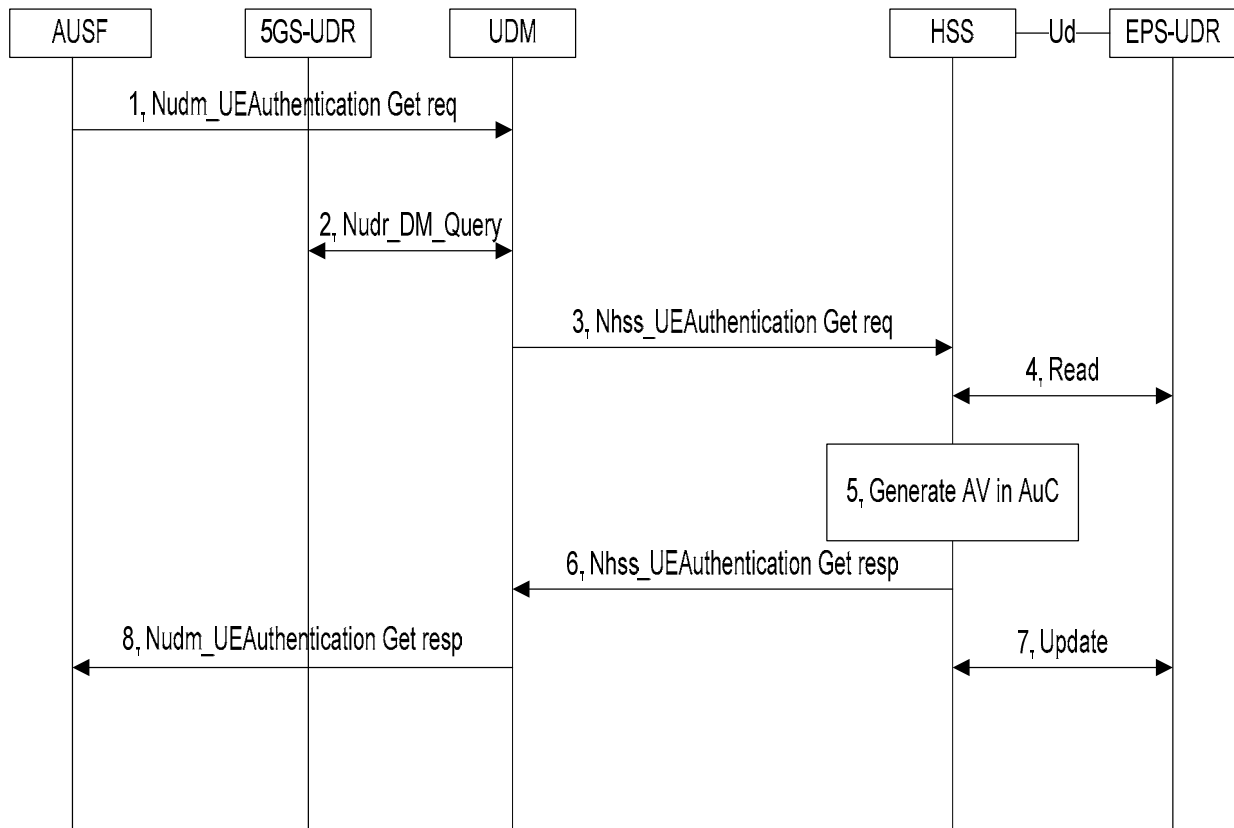 AUSF
5GS-UDR
UDM
HSS
Ud
EPS-UDR
1, Nudm_UEAuthentication Get req
2, Nudr_DM_Query
3, Nhss_UEAuthentication Get req
4, Read
5, Generate AV in AuC
6, Nhss_UEAuthentication Get resp
8, Nudm_UEAuthentication Get resp
7, Update